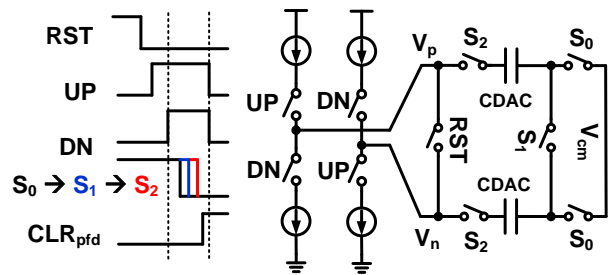 RST
UP
DN
S0 → S1 → S2
CLRpfd
UP
DN
DN
UP
Vp
Vn
RST
S2
CDAC
S0
S1
Vcm
CDAC
S2
S0